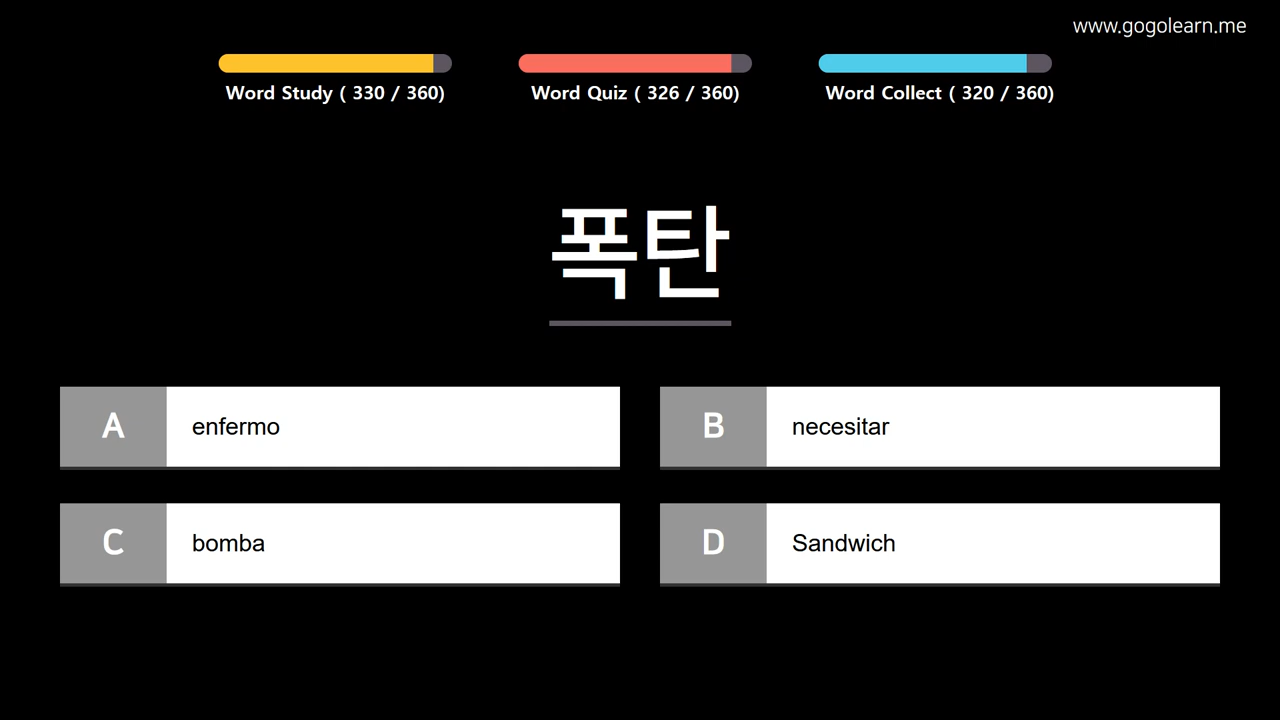 www.gogolearn.me
Word Study ( 330 / 360)
Word Quiz ( 326 / 360)
Word Collect ( 320 / 360)
폭탄
A enfermo
B necesitar
C bomba
D Sandwich